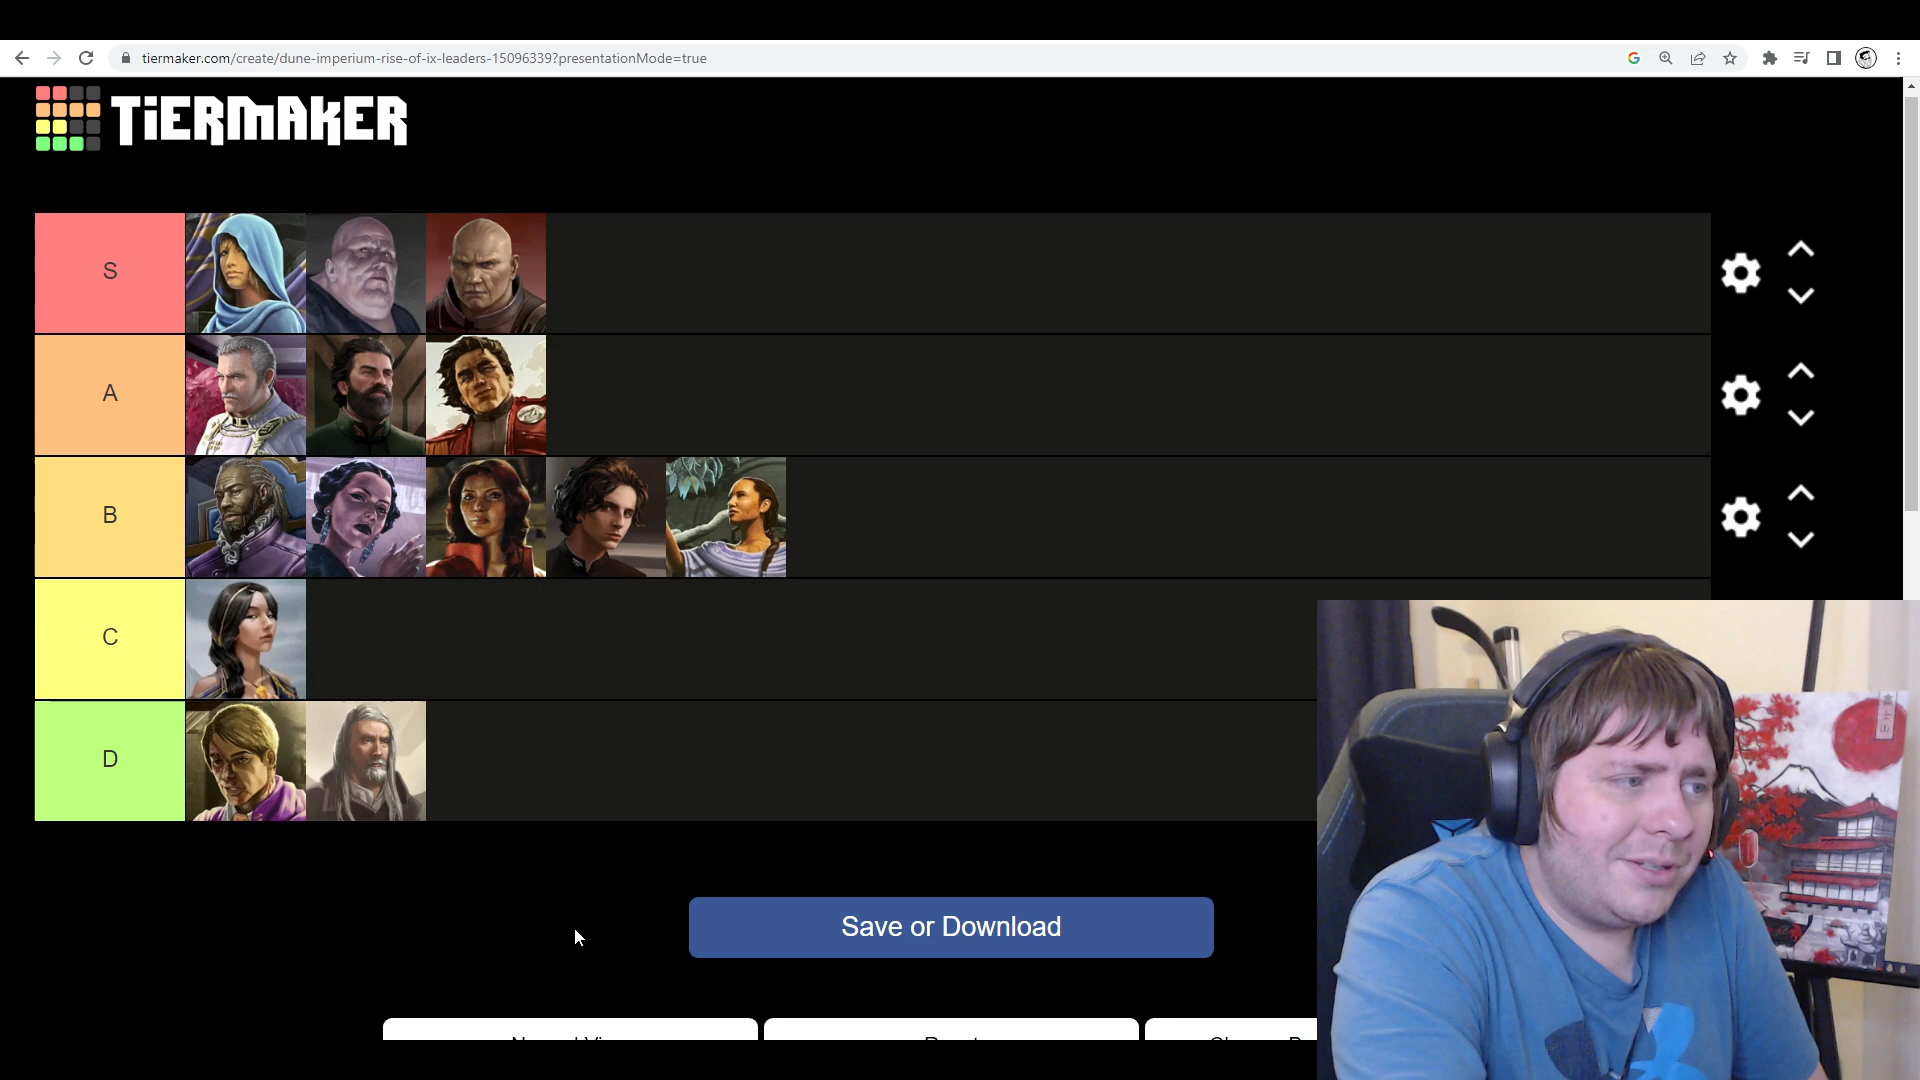 tiermaker.com/create/dune-imperium-rise-of-ix-leaders-15096339?presentationMode=true
TiERMAKER
S
A
B
C
D
Save or Download